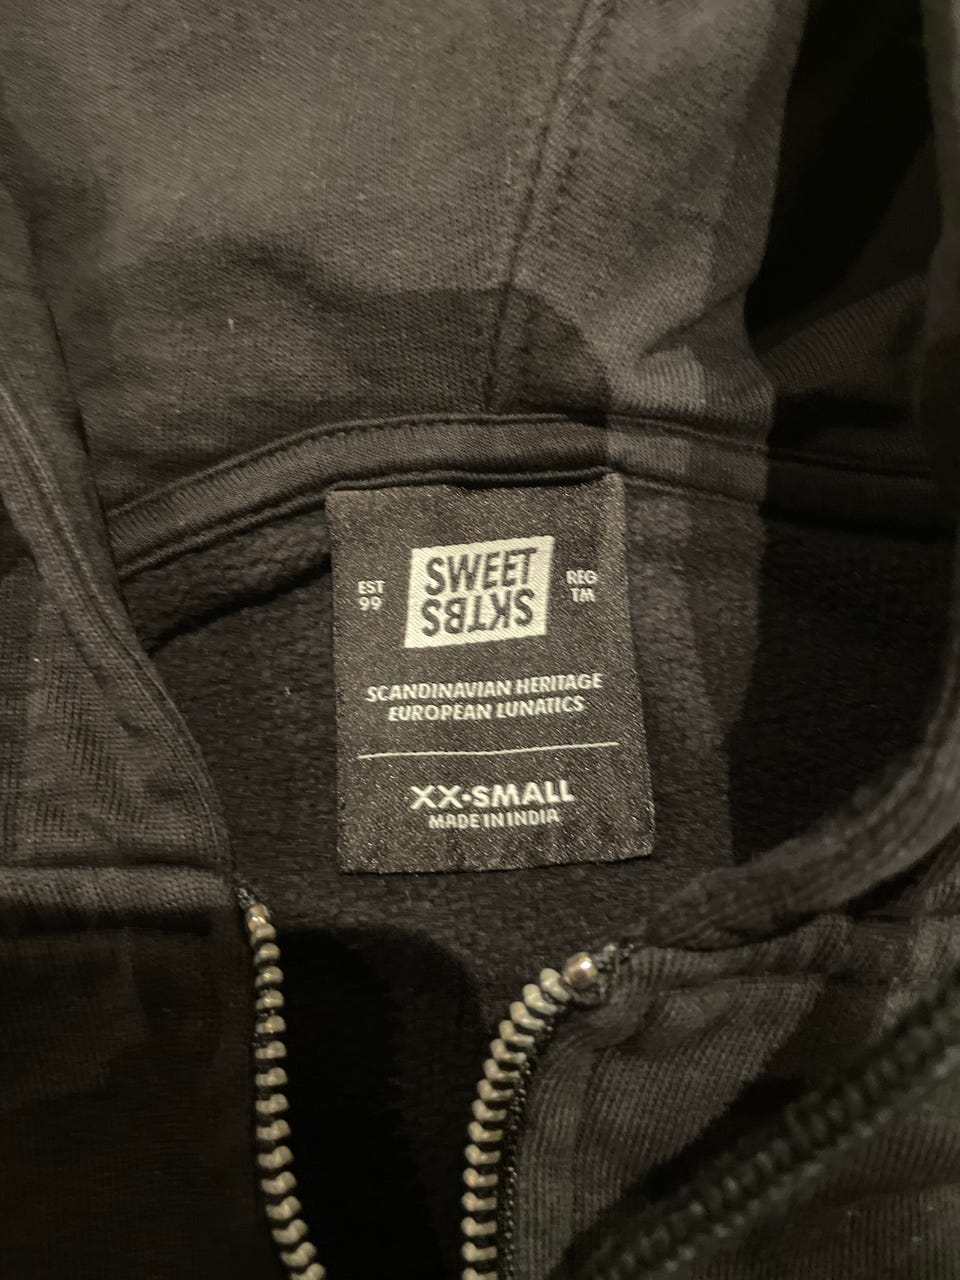 EST
99
SWEET
SKTBS
REG
TM
SCANDINAVIAN HERITAGE
EUROPEAN LUNATICS
XX•SMALL
MADE IN INDIA